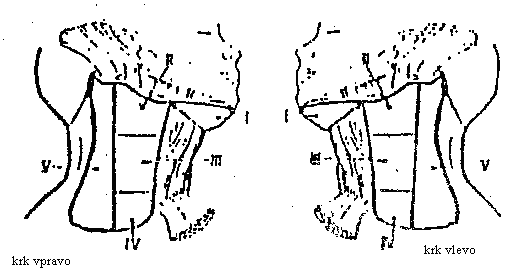 II II
I I
V III III V
IV IV
krk vlevo
krk vpravo